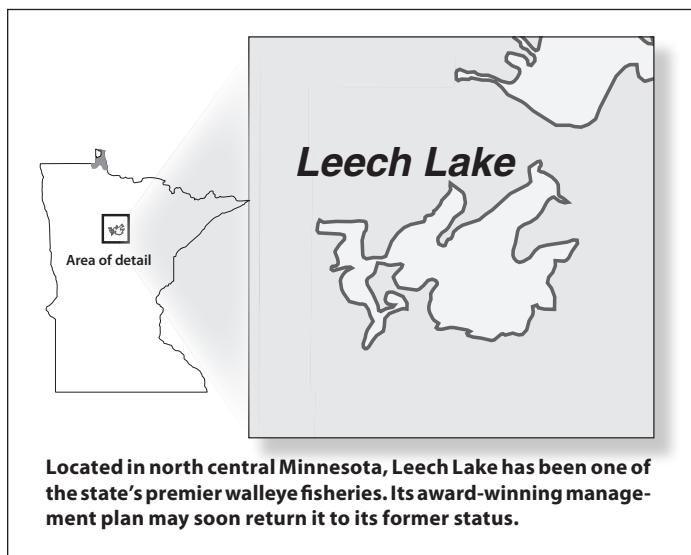 Leech Lake
Area of detail
Located in north central Minnesota, Leech Lake has been one of
the state's premier walleye fisheries. Its award-winning manage-
ment plan may soon return it to its former status.